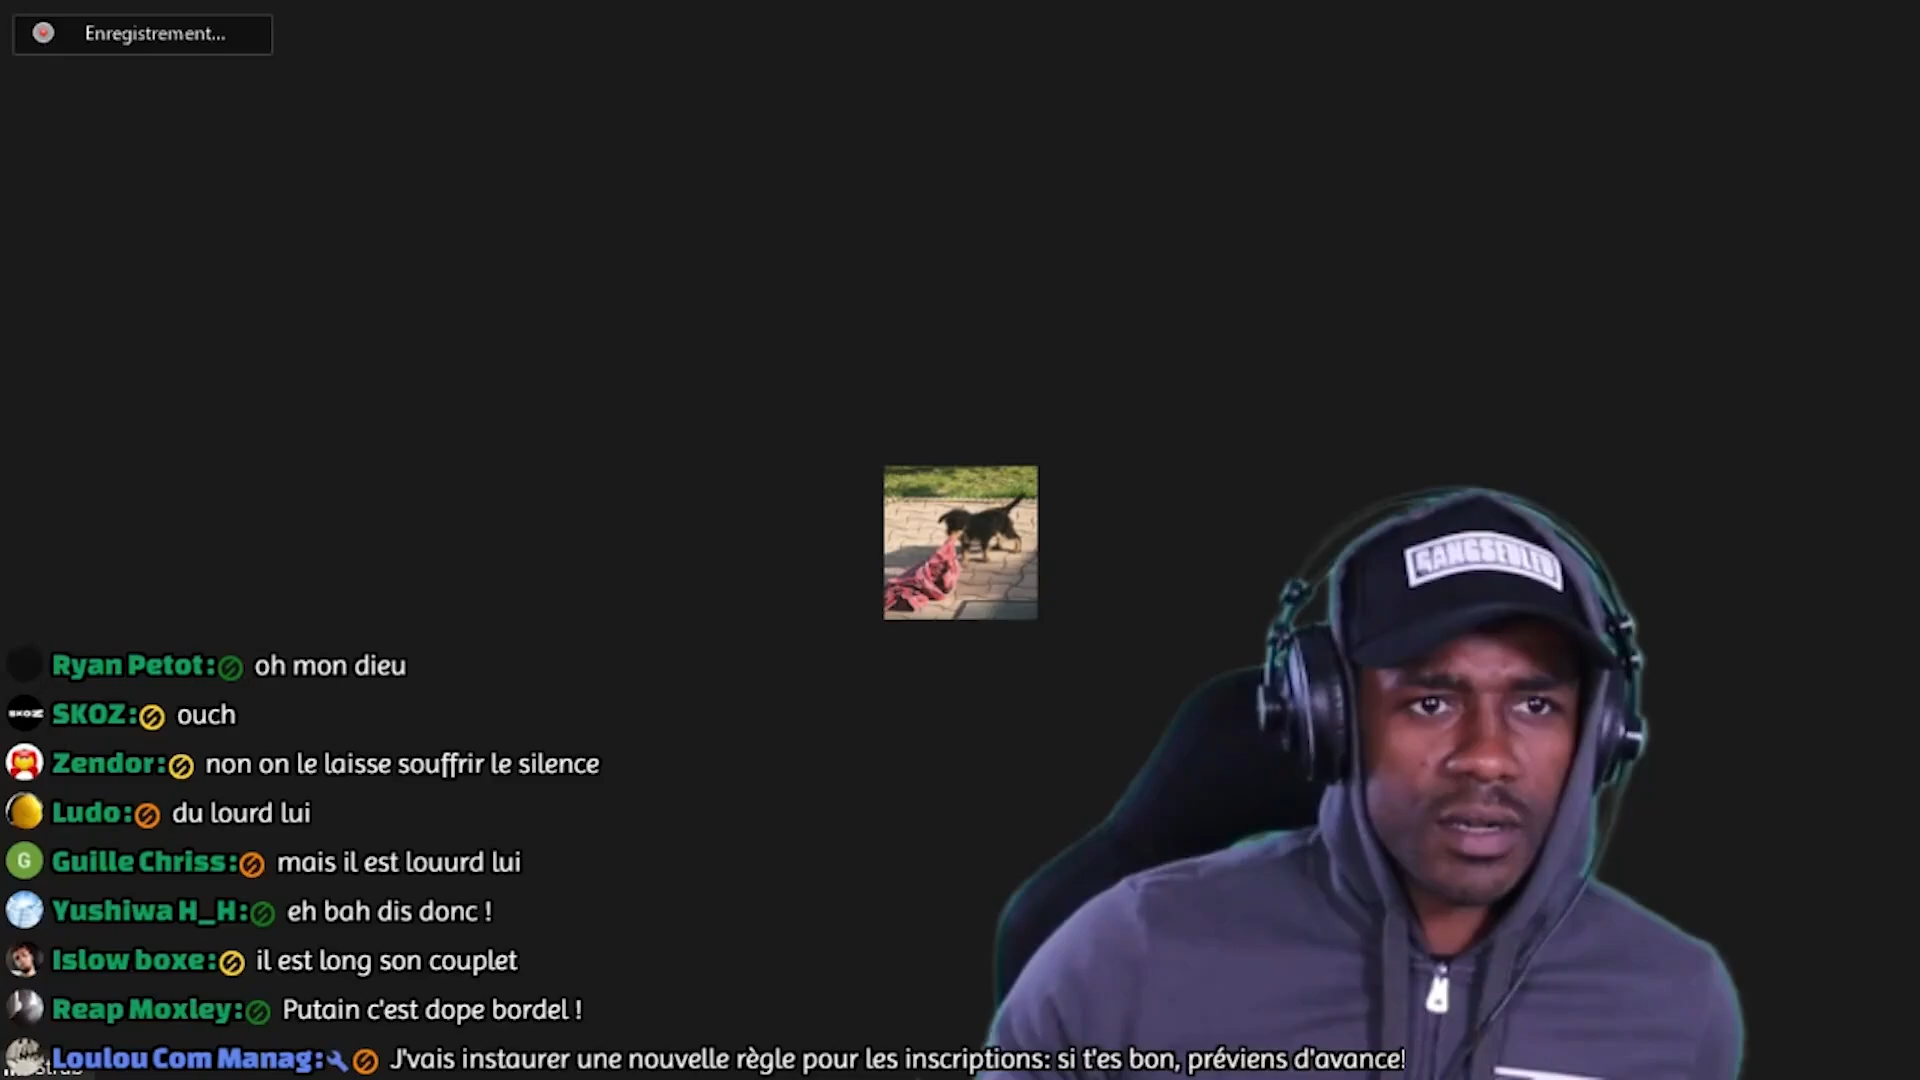 Enregistrement...
GANGSEULEU
Ryan Petot: oh mon dieu
SKOZ
SKOZ: ouch
Zendor: non on le laisse souffrir le silence
Ludo: du lourd lui
G
Guille Chriss: mais il est louurd lui
Yushiwa H_H: eh bah dis donc !
Islow boxe: il est long son couplet
Reap Moxley: Putain c'est dope bordel !
Loulou Com Manag: J'vais instaurer une nouvelle règle pour les inscriptions: si t'es bon, préviens d'avance!